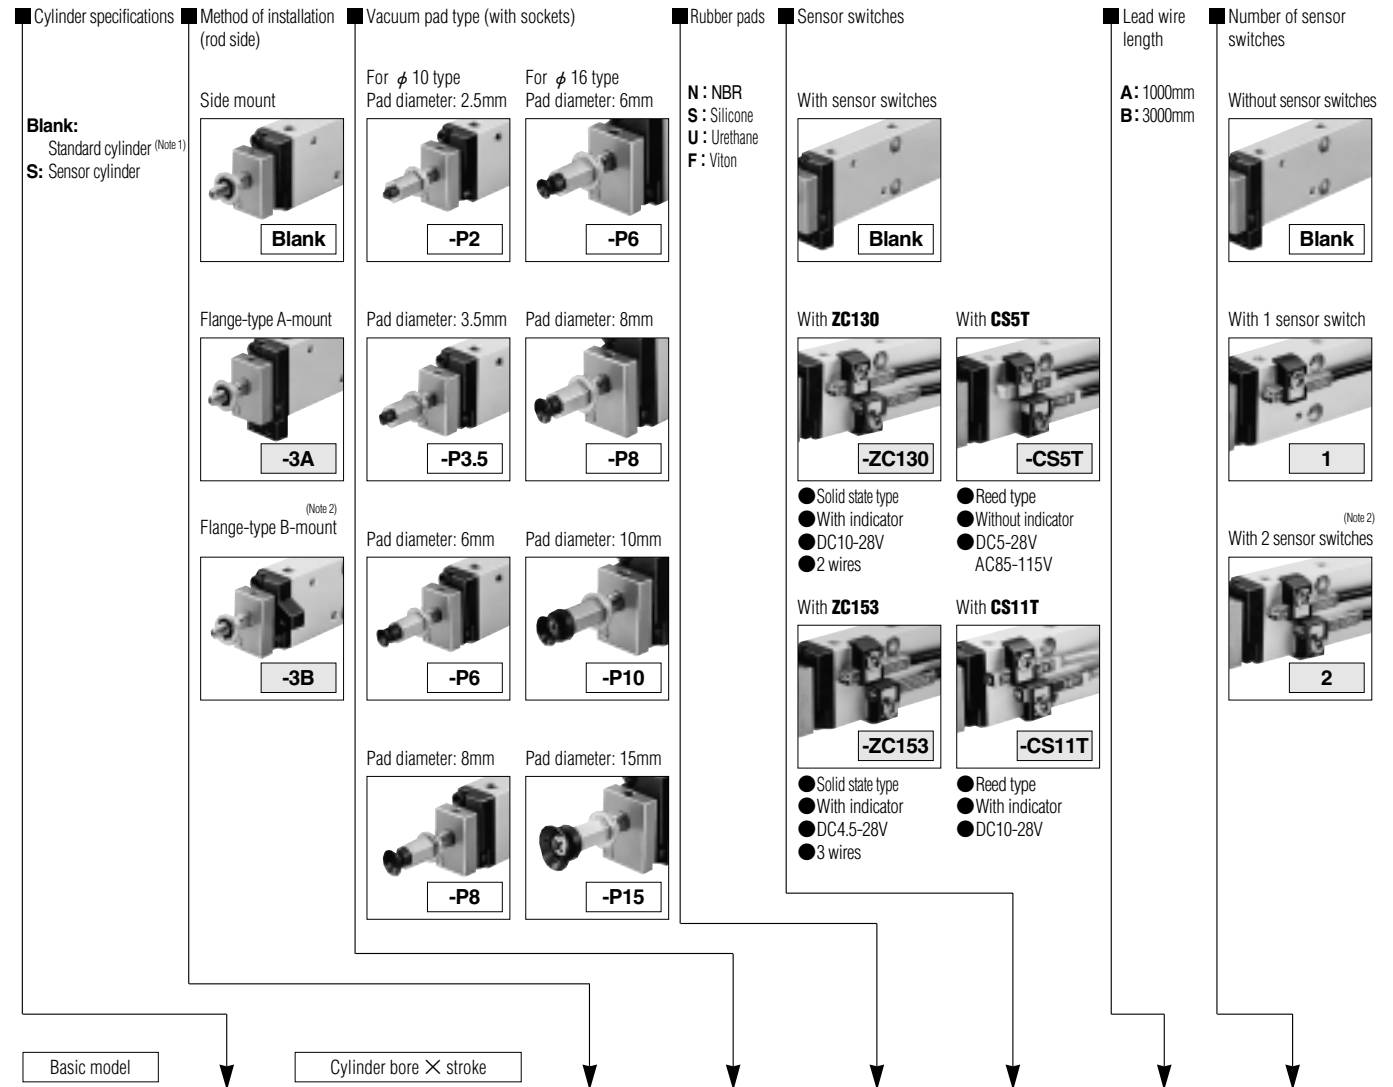 ■Cylinder specifications
Blank:
Standard cylinder (Note 1)
S: Sensor cylinder
■Method of installation
(rod side)
Side mount
Blank
Flange-type A-mount
-3A
(Note 2)
Flange-type B-mount
-3B
■Vacuum pad type (with sockets)
For φ 10 type
Pad diameter: 2.5mm
-P2
Pad diameter: 3.5mm
-P3.5
Pad diameter: 6mm
-P6
Pad diameter: 8mm
-P8
For φ 16 type
Pad diameter: 6mm
-P6
Pad diameter: 8mm
-P8
Pad diameter: 10mm
-P10
Pad diameter: 15mm
-P15
■Rubber pads
N : NBR
S : Silicone
U : Urethane
F : Viton
■Sensor switches
With sensor switches
Blank
With ZC130
-ZC130
●Solid state type
●With indicator
●DC10-28V
●2 wires
With CS5T
-CS5T
●Reed type
●Without indicator
●DC5-28V
AC85-115V
With ZC153
-ZC153
●Solid state type
●With indicator
●DC4.5-28V
●3 wires
With CS11T
-CS11T
●Reed type
●With indicator
●DC10-28V
■Lead wire
length
A: 1000mm
B: 3000mm
■Number of sensor
switches
Without sensor switches
Blank
With 1 sensor switch
1
(Note 2)
With 2 sensor switches
2
Basic model
Cylinder bore × stroke